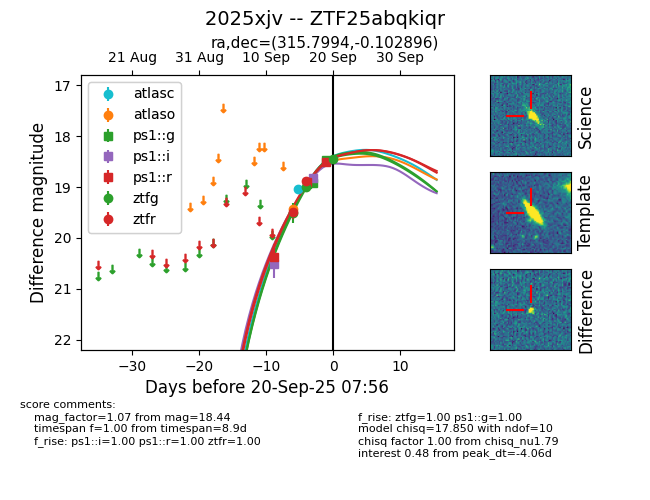 2025xjv -- ZTF25abqkiqr
ra,dec=(315.7994,-0.102896)
21 Aug 31 Aug 10 Sep 20 Sep 30 Sep
17
18
19
20
21
22
Difference magnitude
atlasc
atlaso
ps1::g
ps1::i
ps1::r
ztfg
ztfr
−30 −20 −10 0 10
Days before 20-Sep-25 07:56
Science
Template
Difference
score comments:
mag_factor=1.07 from mag=18.44
timespan f=1.00 from timespan=8.9d
f_rise: ps1::i=1.00 ps1::r=1.00 ztfr=1.00
f_rise: ztfg=1.00 ps1::g=1.00
model chisq=17.850 with ndof=10
chisq factor 1.00 from chisq_nu1.79
interest 0.48 from peak_dt=-4.06d